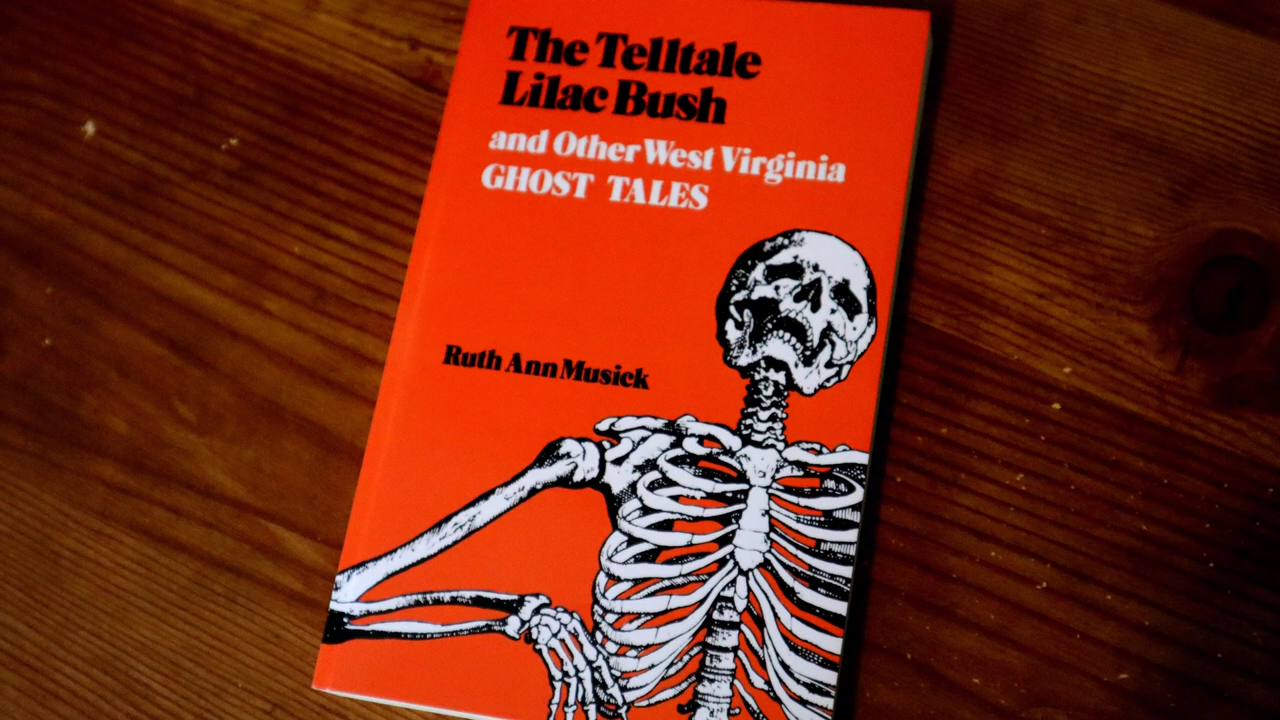 The Telltale
Lilac Bush
and Other West Virginia
GHOST TALES
Ruth Ann Musick